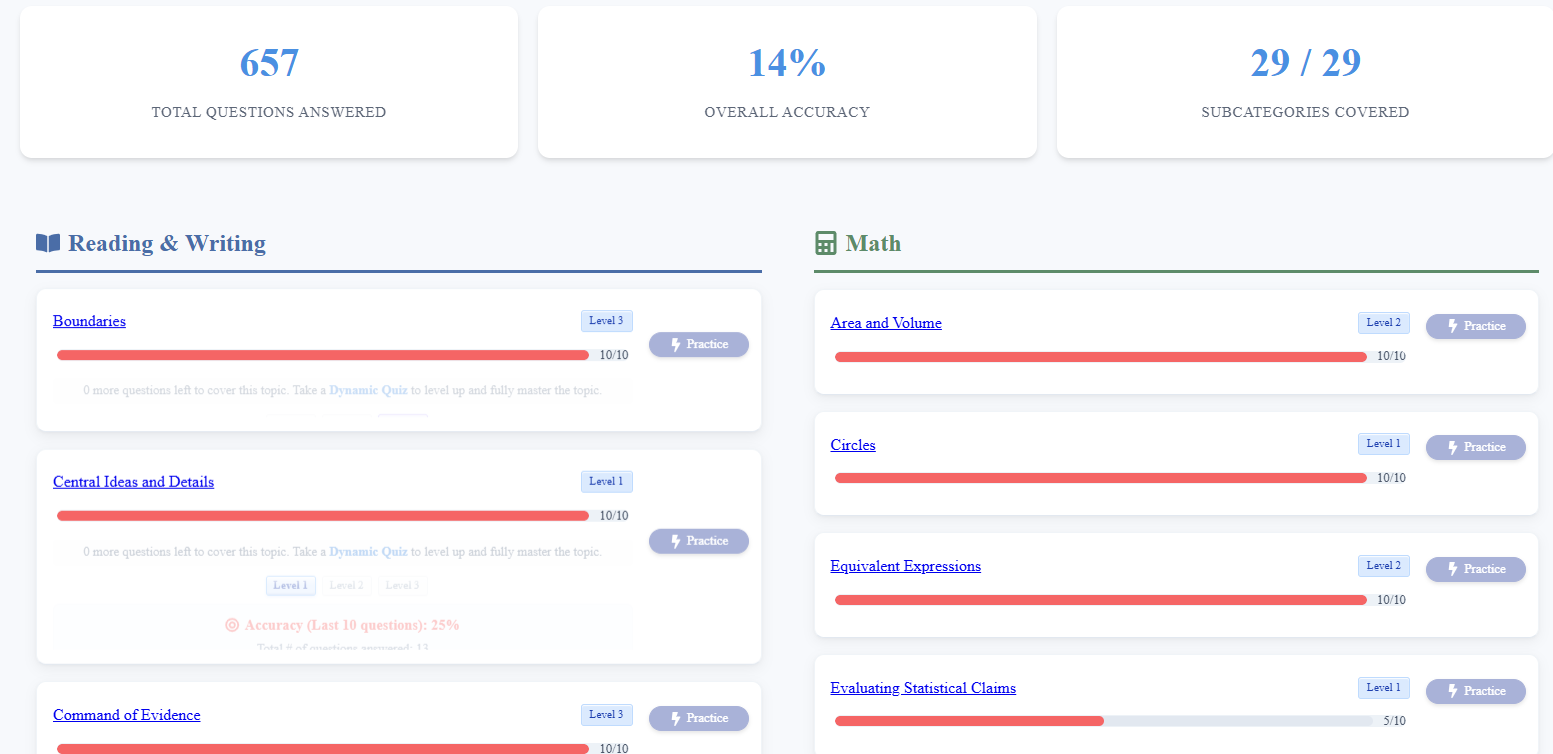 657
TOTAL QUESTIONS ANSWERED
14%
OVERALL ACCURACY
29 / 29
SUBCATEGORIES COVERED
Reading & Writing
Boundaries
Level 3
Practice
10/10
0 more questions left to cover this topic. Take a Dynamic Quiz to level up and fully master the topic.
Central Ideas and Details
Level 1
10/10
Practice
0 more questions left to cover this topic. Take a Dynamic Quiz to level up and fully master the topic.
Level 1 Level 2 Level 3
Accuracy (Last 10 questions): 25%
Total # of questions answered: 13
Command of Evidence
Level 3
Practice
10/10
Math
Area and Volume
Level 2
Practice
10/10
Circles
Level 1
Practice
10/10
Equivalent Expressions
Level 2
Practice
10/10
Evaluating Statistical Claims
Level 1
Practice
5/10